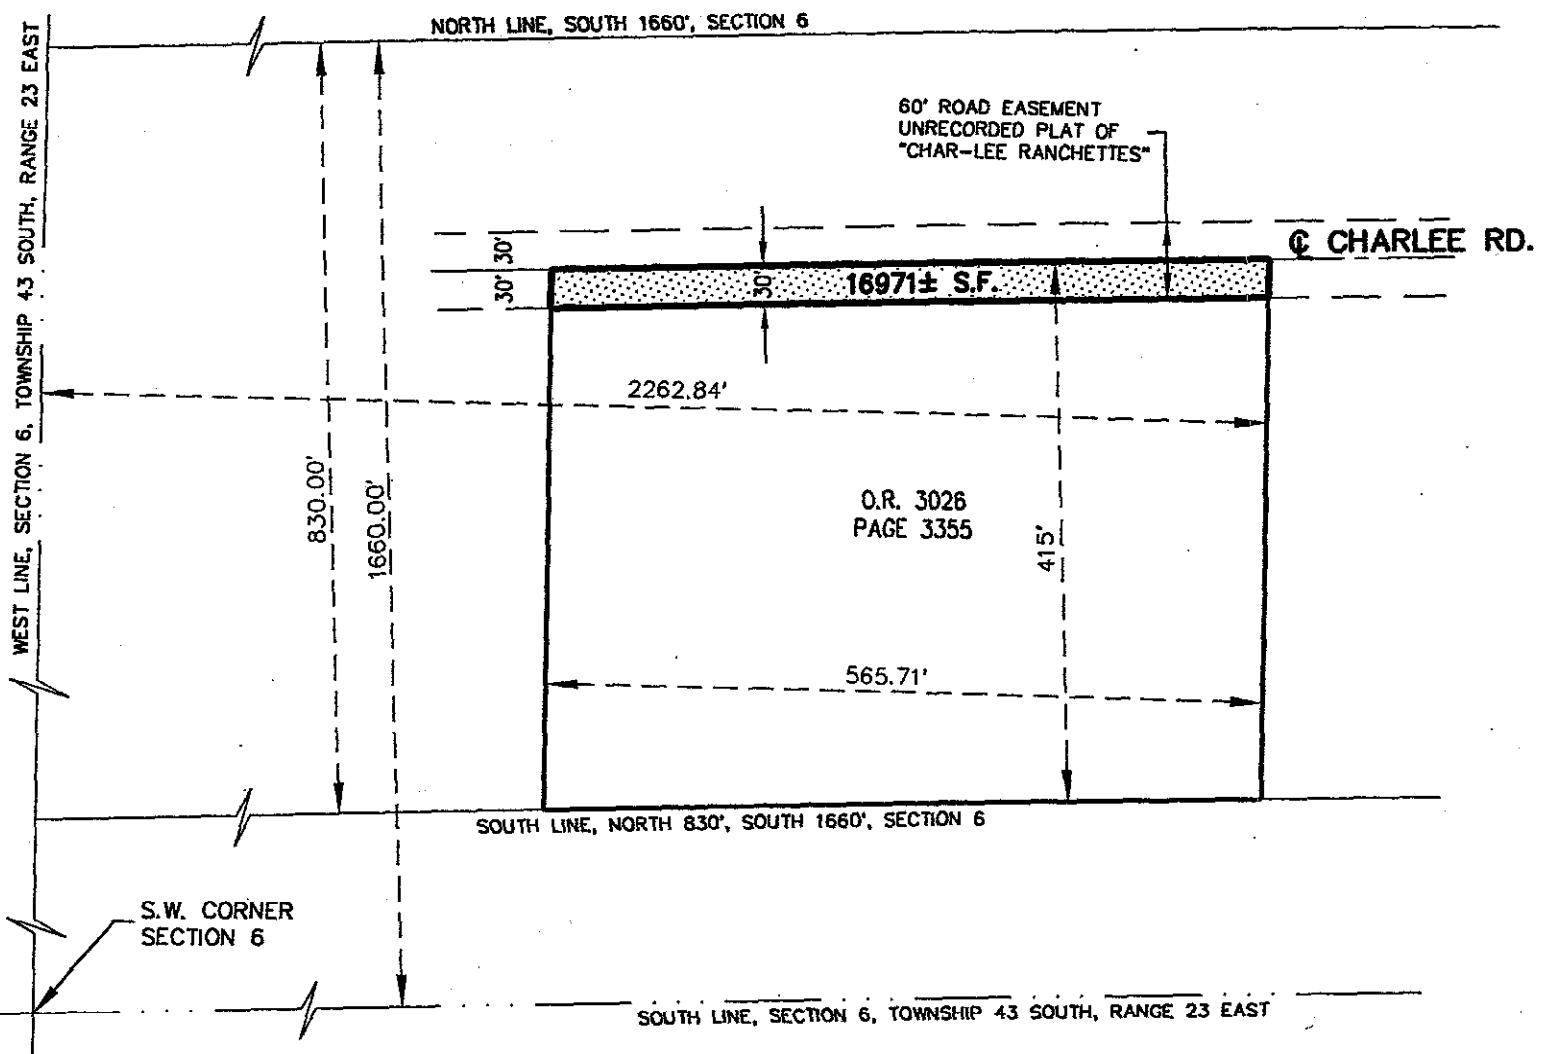 NORTH LINE, SOUTH 1660', SECTION 6
WEST LINE, SECTION 6, TOWNSHIP 43 SOUTH, RANGE 23 EAST
60' ROAD EASEMENT
UNRECORDED PLAT OF
"CHAR-LEE RANCHETTES"
℄ CHARLEE RD.
30'
30'
30'
16971± S.F.
2262.84'
830.00'
1660.00'
O.R. 3026
PAGE 3355
415'
565.71'
SOUTH LINE, NORTH 830', SOUTH 1660', SECTION 6
S.W. CORNER
SECTION 6
SOUTH LINE, SECTION 6, TOWNSHIP 43 SOUTH, RANGE 23 EAST